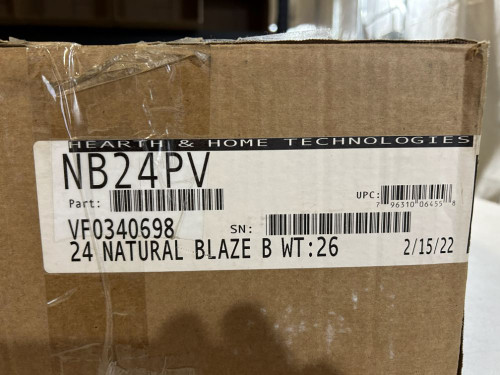 HEARTH & HOME TECHNOLOGIES
NB24PV
Part:
UPC:
7 96310 06455 8
VF0340698
SN:
24 NATURAL BLAZE B WT:26 2/15/22